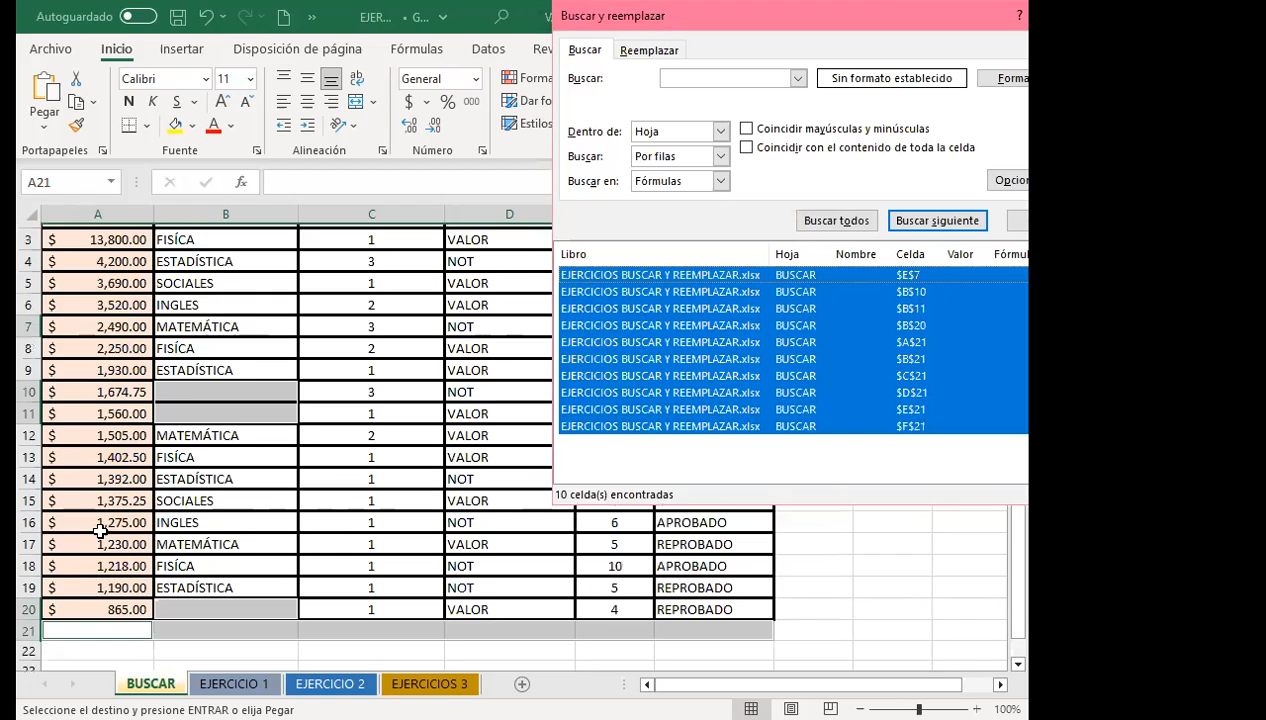 Autoguardado EJER... G... V.
Archivo Inicio Insertar Disposición de página Fórmulas Datos Rev
Pegar
Calibri 11
N K S A A
ab
General
$ % 000
Forma
Dar fo
Estilos
Portapapeles Fuente Alineación Número
A21 fx
A B C D
3 $ 13,800.00 FISÍCA 1 VALOR
4 $ 4,200.00 ESTADÍSTICA 3 NOT
5 $ 3,690.00 SOCIALES 1 VALOR
6 $ 3,520.00 INGLES 2 VALOR
7 $ 2,490.00 MATEMÁTICA 3 NOT
8 $ 2,250.00 FISÍCA 2 VALOR
9 $ 1,930.00 ESTADÍSTICA 1 VALOR
10 $ 1,674.75 3 NOT
11 $ 1,560.00 1 VALOR
12 $ 1,505.00 MATEMÁTICA 2 VALOR
13 $ 1,402.50 FISÍCA 1 VALOR
14 $ 1,392.00 ESTADÍSTICA 1 NOT
15 $ 1,375.25 SOCIALES 1 VALOR
16 $ 1,275.00 INGLES 1 NOT 6 APROBADO
17 $ 1,230.00 MATEMÁTICA 1 VALOR 5 REPROBADO
18 $ 1,218.00 FISÍCA 1 NOT 10 APROBADO
19 $ 1,190.00 ESTADÍSTICA 1 NOT 5 REPROBADO
20 $ 865.00 1 VALOR 4 REPROBADO
21
22
BUSCAR EJERCICIO 1 EJERCICIO 2 EJERCICIOS 3
Seleccione el destino y presione ENTRAR o elija Pegar 100%
Buscar y reemplazar ?
Buscar Reemplazar
Buscar: Sin formato establecido Forma
Dentro de: Hoja Coincidir mayúsculas y minúsculas
Buscar: Por filas Coincidir con el contenido de toda la celda
Buscar en: Fórmulas Opcion
Buscar todos Buscar siguiente
Libro Hoja Nombre Celda Valor Fórmul
EJERCICIOS BUSCAR Y REEMPLAZAR.xlsx BUSCAR $E$7
EJERCICIOS BUSCAR Y REEMPLAZAR.xlsx BUSCAR $B$10
EJERCICIOS BUSCAR Y REEMPLAZAR.xlsx BUSCAR $B$11
EJERCICIOS BUSCAR Y REEMPLAZAR.xlsx BUSCAR $B$20
EJERCICIOS BUSCAR Y REEMPLAZAR.xlsx BUSCAR $A$21
EJERCICIOS BUSCAR Y REEMPLAZAR.xlsx BUSCAR $B$21
EJERCICIOS BUSCAR Y REEMPLAZAR.xlsx BUSCAR $C$21
EJERCICIOS BUSCAR Y REEMPLAZAR.xlsx BUSCAR $D$21
EJERCICIOS BUSCAR Y REEMPLAZAR.xlsx BUSCAR $E$21
EJERCICIOS BUSCAR Y REEMPLAZAR.xlsx BUSCAR $F$21
10 celda(s) encontradas